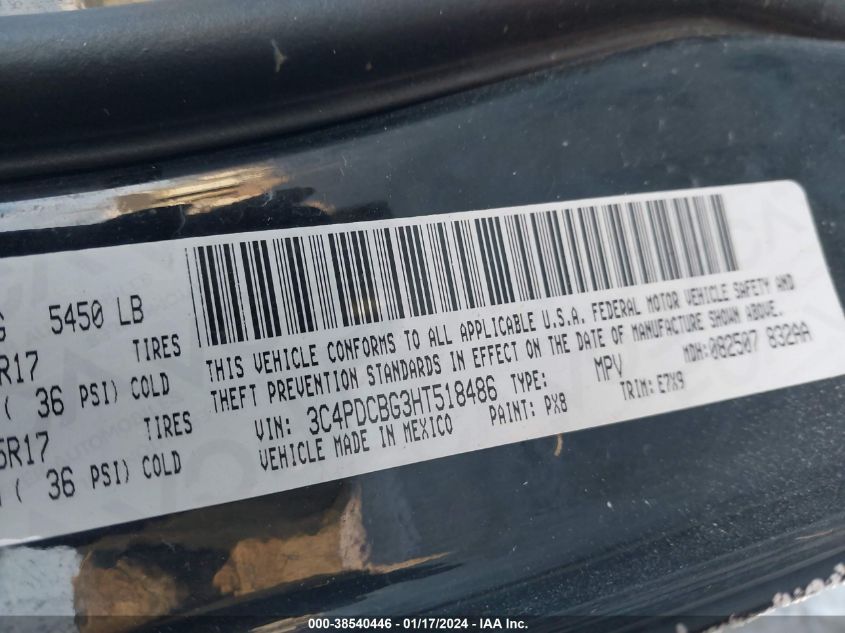 G 5450 LB
R17 TIRES
( 36 PSI) COLD
5R17 TIRES
( 36 PSI) COLD
THIS VEHICLE CONFORMS TO ALL APPLICABLE U.S.A. FEDERAL MOTOR VEHICLE SAFETY AND
THEFT PREVENTION STANDARDS IN EFFECT ON THE DATE OF MANUFACTURE SHOWN ABOVE.
VIN: 3C4PDCBG3HT518486 TYPE: MPV MDH: 082507 832AA
VEHICLE MADE IN MEXICO PAINT: PX8 TRIM: E7X9
000-38540446 - 01/17/2024 - IAA Inc.